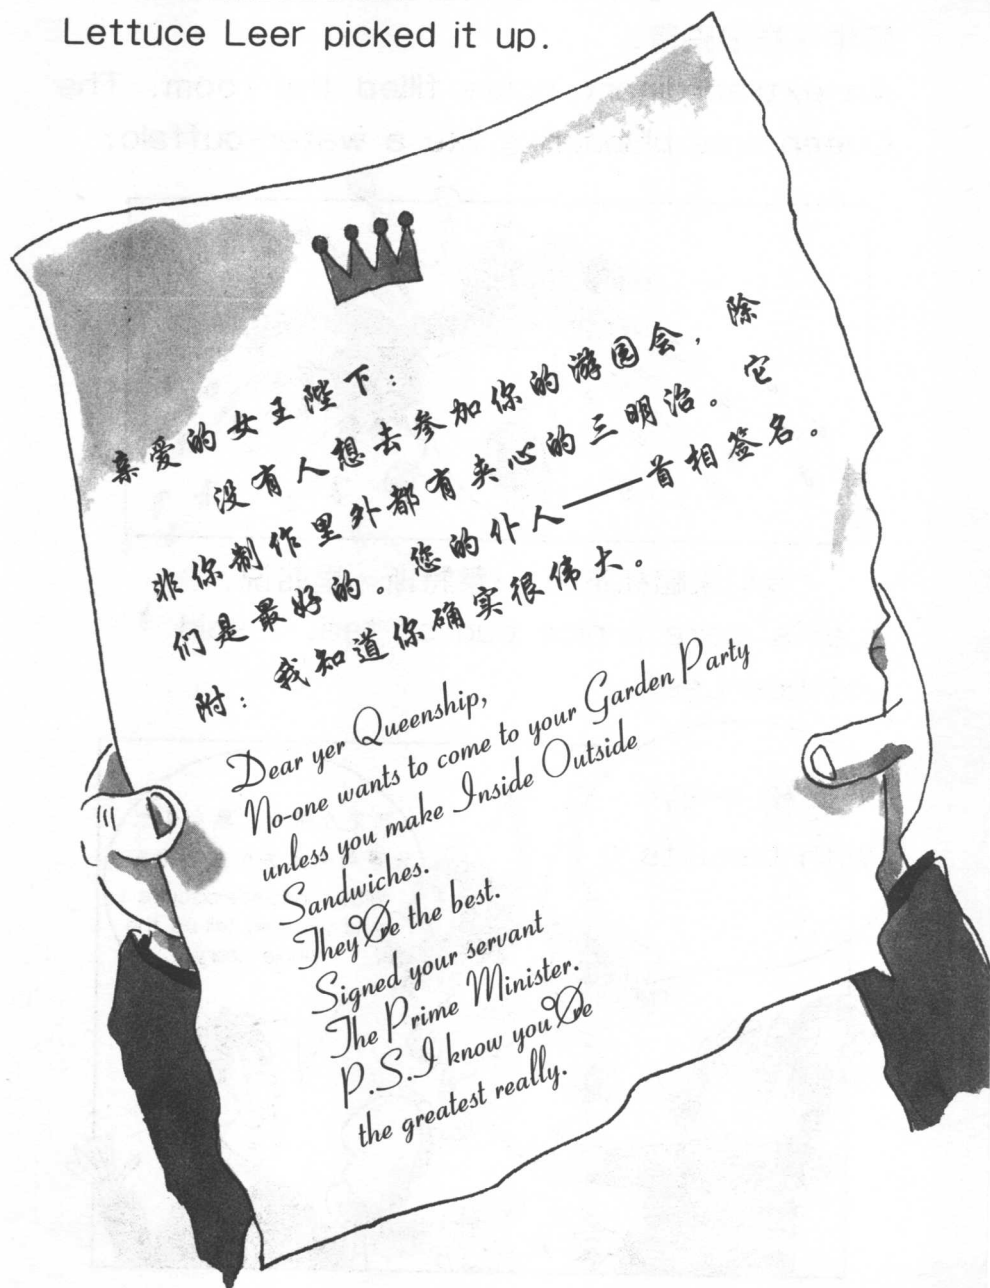 Lettuce Leer picked it up.
亲爱的女王陛下：
没有人想去参加你的游园会，除
非你制作里外都有夹心的三明治。它
们是最好的。您的仆人——首相签名。
附：我知道你确实很伟大。
Dear yer Queenship,
No-one wants to come to your Garden Party
unless you make Inside Outside
Sandwiches.
They°Øre the best.
Signed your servant
The Prime Minister.
P.S.I know you°Øre
the greatest really.